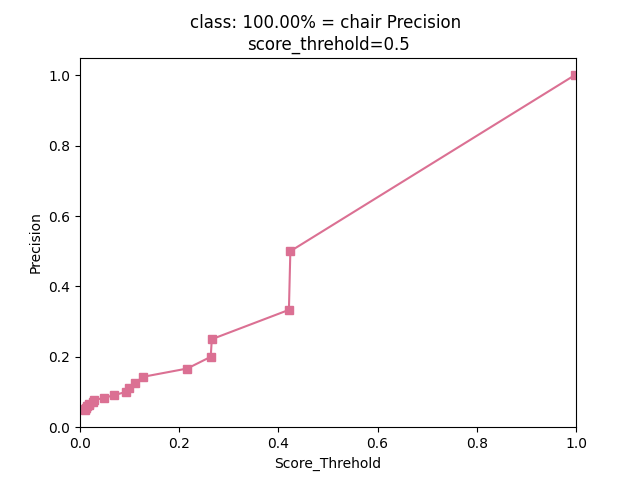 class: 100.00% = chair Precision
score_threhold=0.5
1.0
0.8
0.6
0.4
0.2
0.0
Precision
0.0 0.2 0.4 0.6 0.8 1.0
Score_Threhold